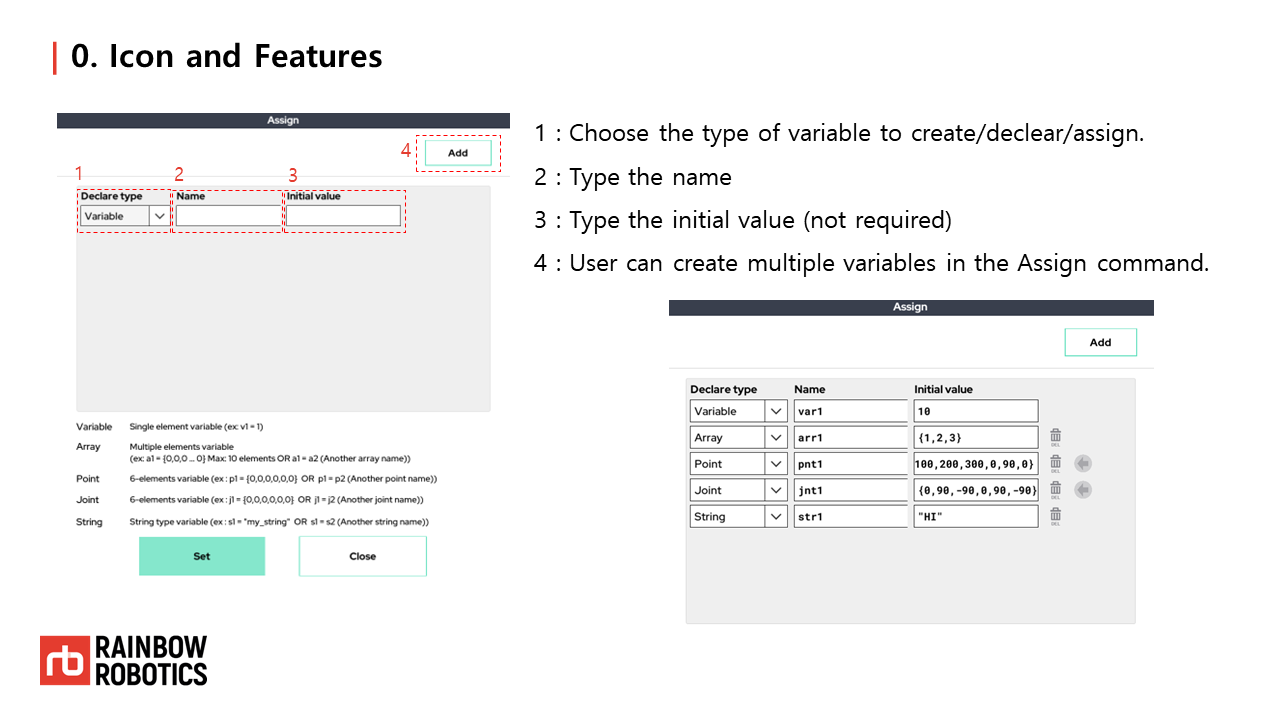 0. Icon and Features
Assign
4
Add
1
2
3
Declare type Name Initial value
Variable
Variable Single element variable (ex: v1 = 1)
Array Multiple elements variable
(ex: a1 = {0,0,0 ... 0} Max: 10 elements OR a1 = a2 (Another array name))
Point 6-elements variable (ex : p1 = {0,0,0,0,0,0} OR p1 = p2 (Another point name))
Joint 6-elements variable (ex : j1 = {0,0,0,0,0,0} OR j1 = j2 (Another joint name))
String String type variable (ex : s1 = "my_string" OR s1 = s2 (Another string name))
Set Close
1 : Choose the type of variable to create/declear/assign.
2 : Type the name
3 : Type the initial value (not required)
4 : User can create multiple variables in the Assign command.
Assign
Add
Declare type Name Initial value
Variable var1 10
Array arr1 {1,2,3} DEL
Point pnt1 100,200,300,0,90,0} DEL
Joint jnt1 {0,90,-90,0,90,-90} DEL
String str1 "HI" DEL
rb RAINBOW
ROBOTICS